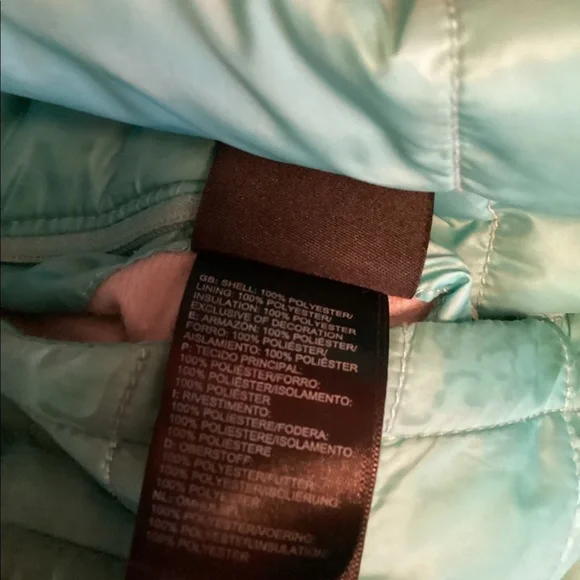 GB: SHELL: 100% POLYESTER/
LINING: 100% POLYESTER/
INSULATION: 100% POLYESTER/
EXCLUSIVE OF DECORATION
E: ARMAZON: 100% POLIÉSTER/
FORRO: 100% POLIÉSTER/
AISLAMIENTO: 100% POLIÉSTER
P: TECIDO PRINCIPAL:
100% POLIÉSTER/FORRO:
100% POLIÉSTER/ISOLAMENTO:
100% POLIÉSTER
I: RIVESTIMENTO:
100% POLIESTERE/FODERA:
100% POLIESTERE/ISOLAMENTO:
100% POLIESTERE
D: OBERSTOFF:
100% POLYESTER/FUTTER:
100% POLYESTER/ISOLIERUNG:
100% POLYESTER
NL:
100%
POLYESTER/VOERING:
100% POLYESTER/INSULATION:
100% POLYESTER